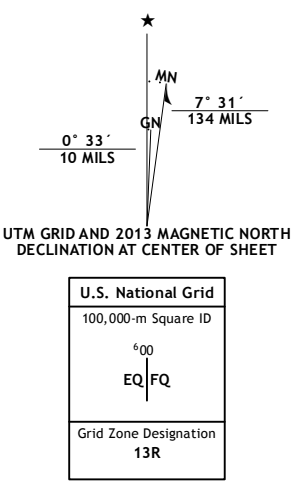 ★
MN
GN
7° 31´
134 MILS
0° 33´
10 MILS
UTM GRID AND 2013 MAGNETIC NORTH
DECLINATION AT CENTER OF SHEET
U.S. National Grid
100,000-m Square ID
⁶00
EQ FQ
Grid Zone Designation
13R